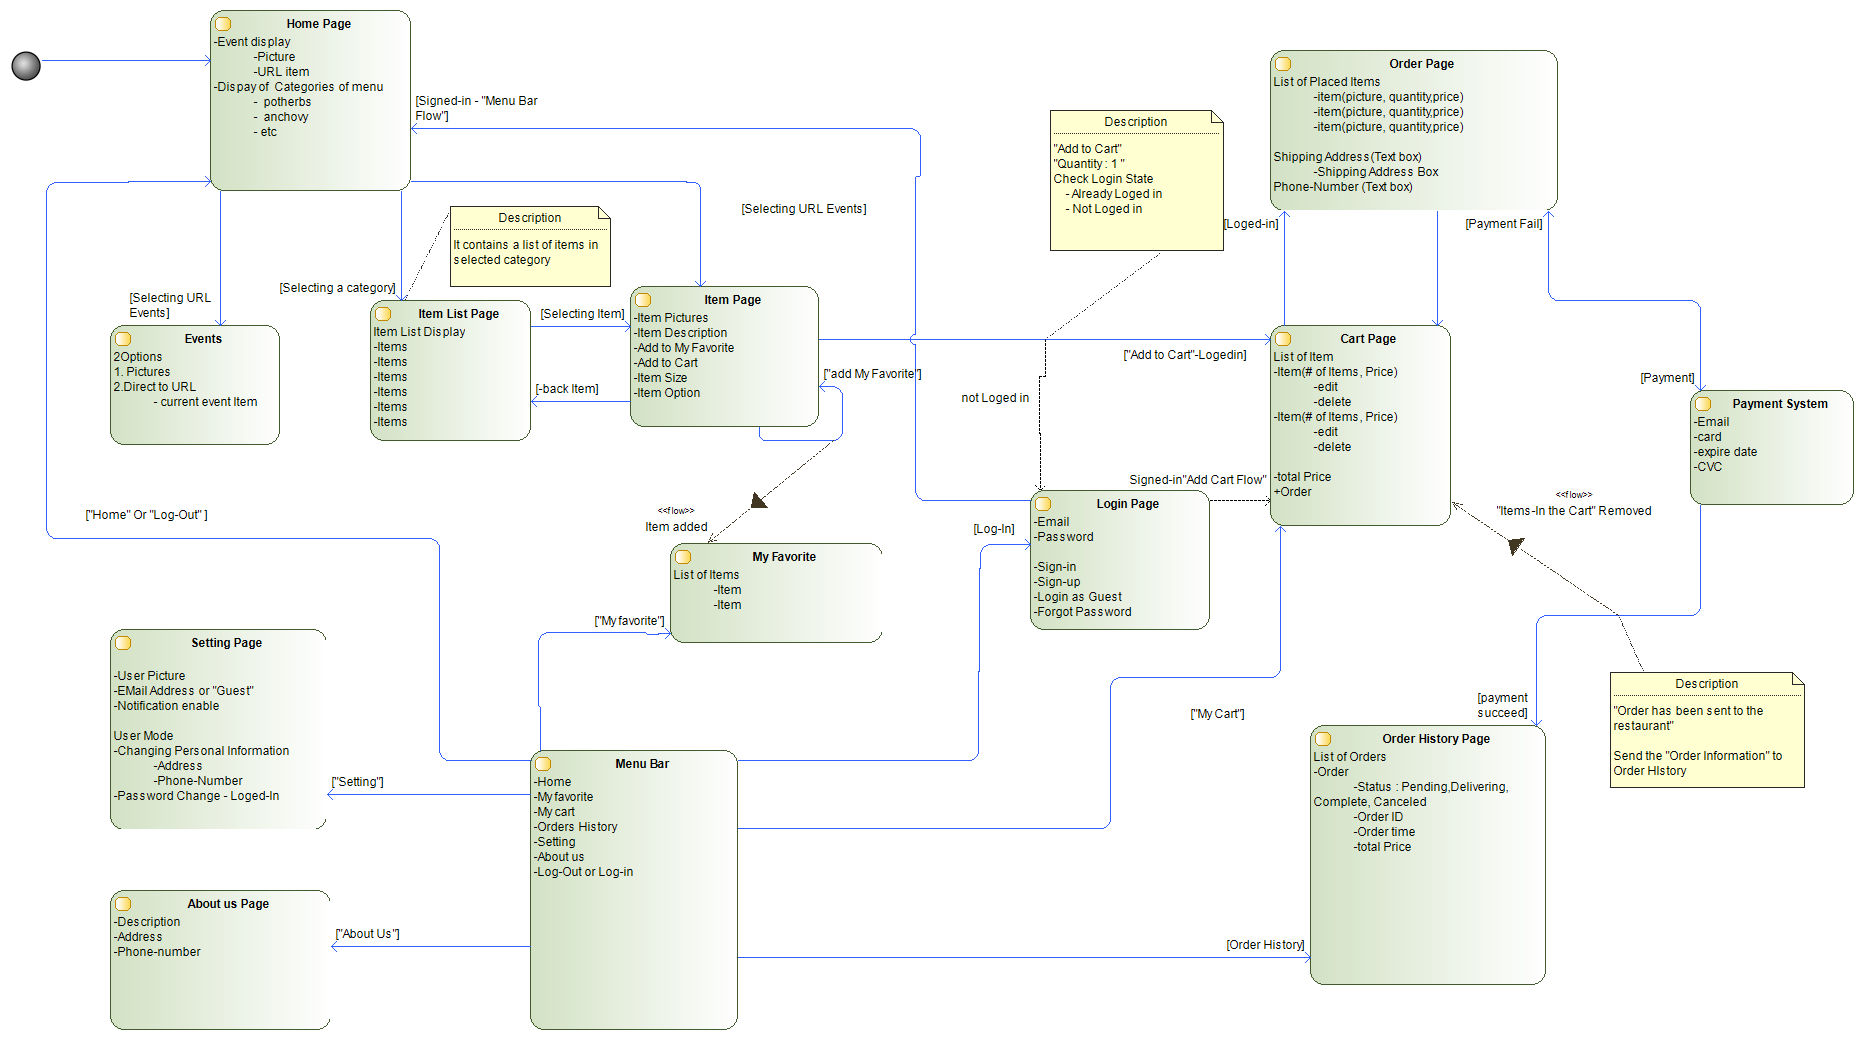 Home Page
-Event display
-Picture
-URL item
-Dispay of  Categories of menu
-  potherbs
-  anchovy
- etc
[Signed-in - "Menu Bar
Flow"]
Order Page
List of Placed Items
-item(picture, quantity,price)
-item(picture, quantity,price)
-item(picture, quantity,price)
Shipping Address (Text box)
-Shipping Address Box
Phone-Number (Text box)
Description
"Add to Cart"
"Quantity : 1 "
Check Login State
- Already Loged in
- Not Loged in
[Selecting URL Events]
[Loged-in]
[Payment Fail]
Description
It contains a list of items in
selected category
[Selecting URL
Events]
[Selecting a category]
Events
2Options
1. Pictures
2.Direct to URL
- current event Item
Item List Page
Item List Display
-Items
-Items
-Items
-Items
-Items
-Items
[Selecting Item]
[-back Item]
Item Page
-Item Pictures
-Item Description
-Add to My Favorite
-Add to Cart
-Item Size
-Item Option
["add My Favorite"]
["Add to Cart"-Logedin]
not Loged in
Cart Page
List of Item
-Item(# of Items, Price)
-edit
-delete
-Item(# of Items, Price)
-edit
-delete
-total Price
+Order
[Payment]
Payment System
-Email
-card
-expire date
-CVC
Signed-in"Add Cart Flow"
<<flow>>
"Items-In the Cart" Removed
["Home" Or "Log-Out" ]
<<flow>>
Item added
[Log-In]
Login Page
-Email
-Password
-Sign-in
-Sign-up
-Login as Guest
-Forgot Password
My Favorite
List of Items
-Item
-Item
["My favorite"]
Setting Page
-User Picture
-EMail Address or "Guest"
-Notification enable
User Mode
-Changing Personal Information
-Address
-Phone-Number
-Password Change - Loged-In
["Setting"]
Menu Bar
-Home
-My favorite
-My cart
-Orders History
-Setting
-About us
-Log-Out or Log-in
["My Cart"]
[payment
succeed]
Description
"Order has been sent to the
restaurant"
Send the "Order Information" to
Order HIstory
Order History Page
List of Orders
-Order
-Status : Pending,Delivering,
Complete, Canceled
-Order ID
-Order time
-total Price
About us Page
-Description
-Address
-Phone-number
["About Us"]
[Order History]